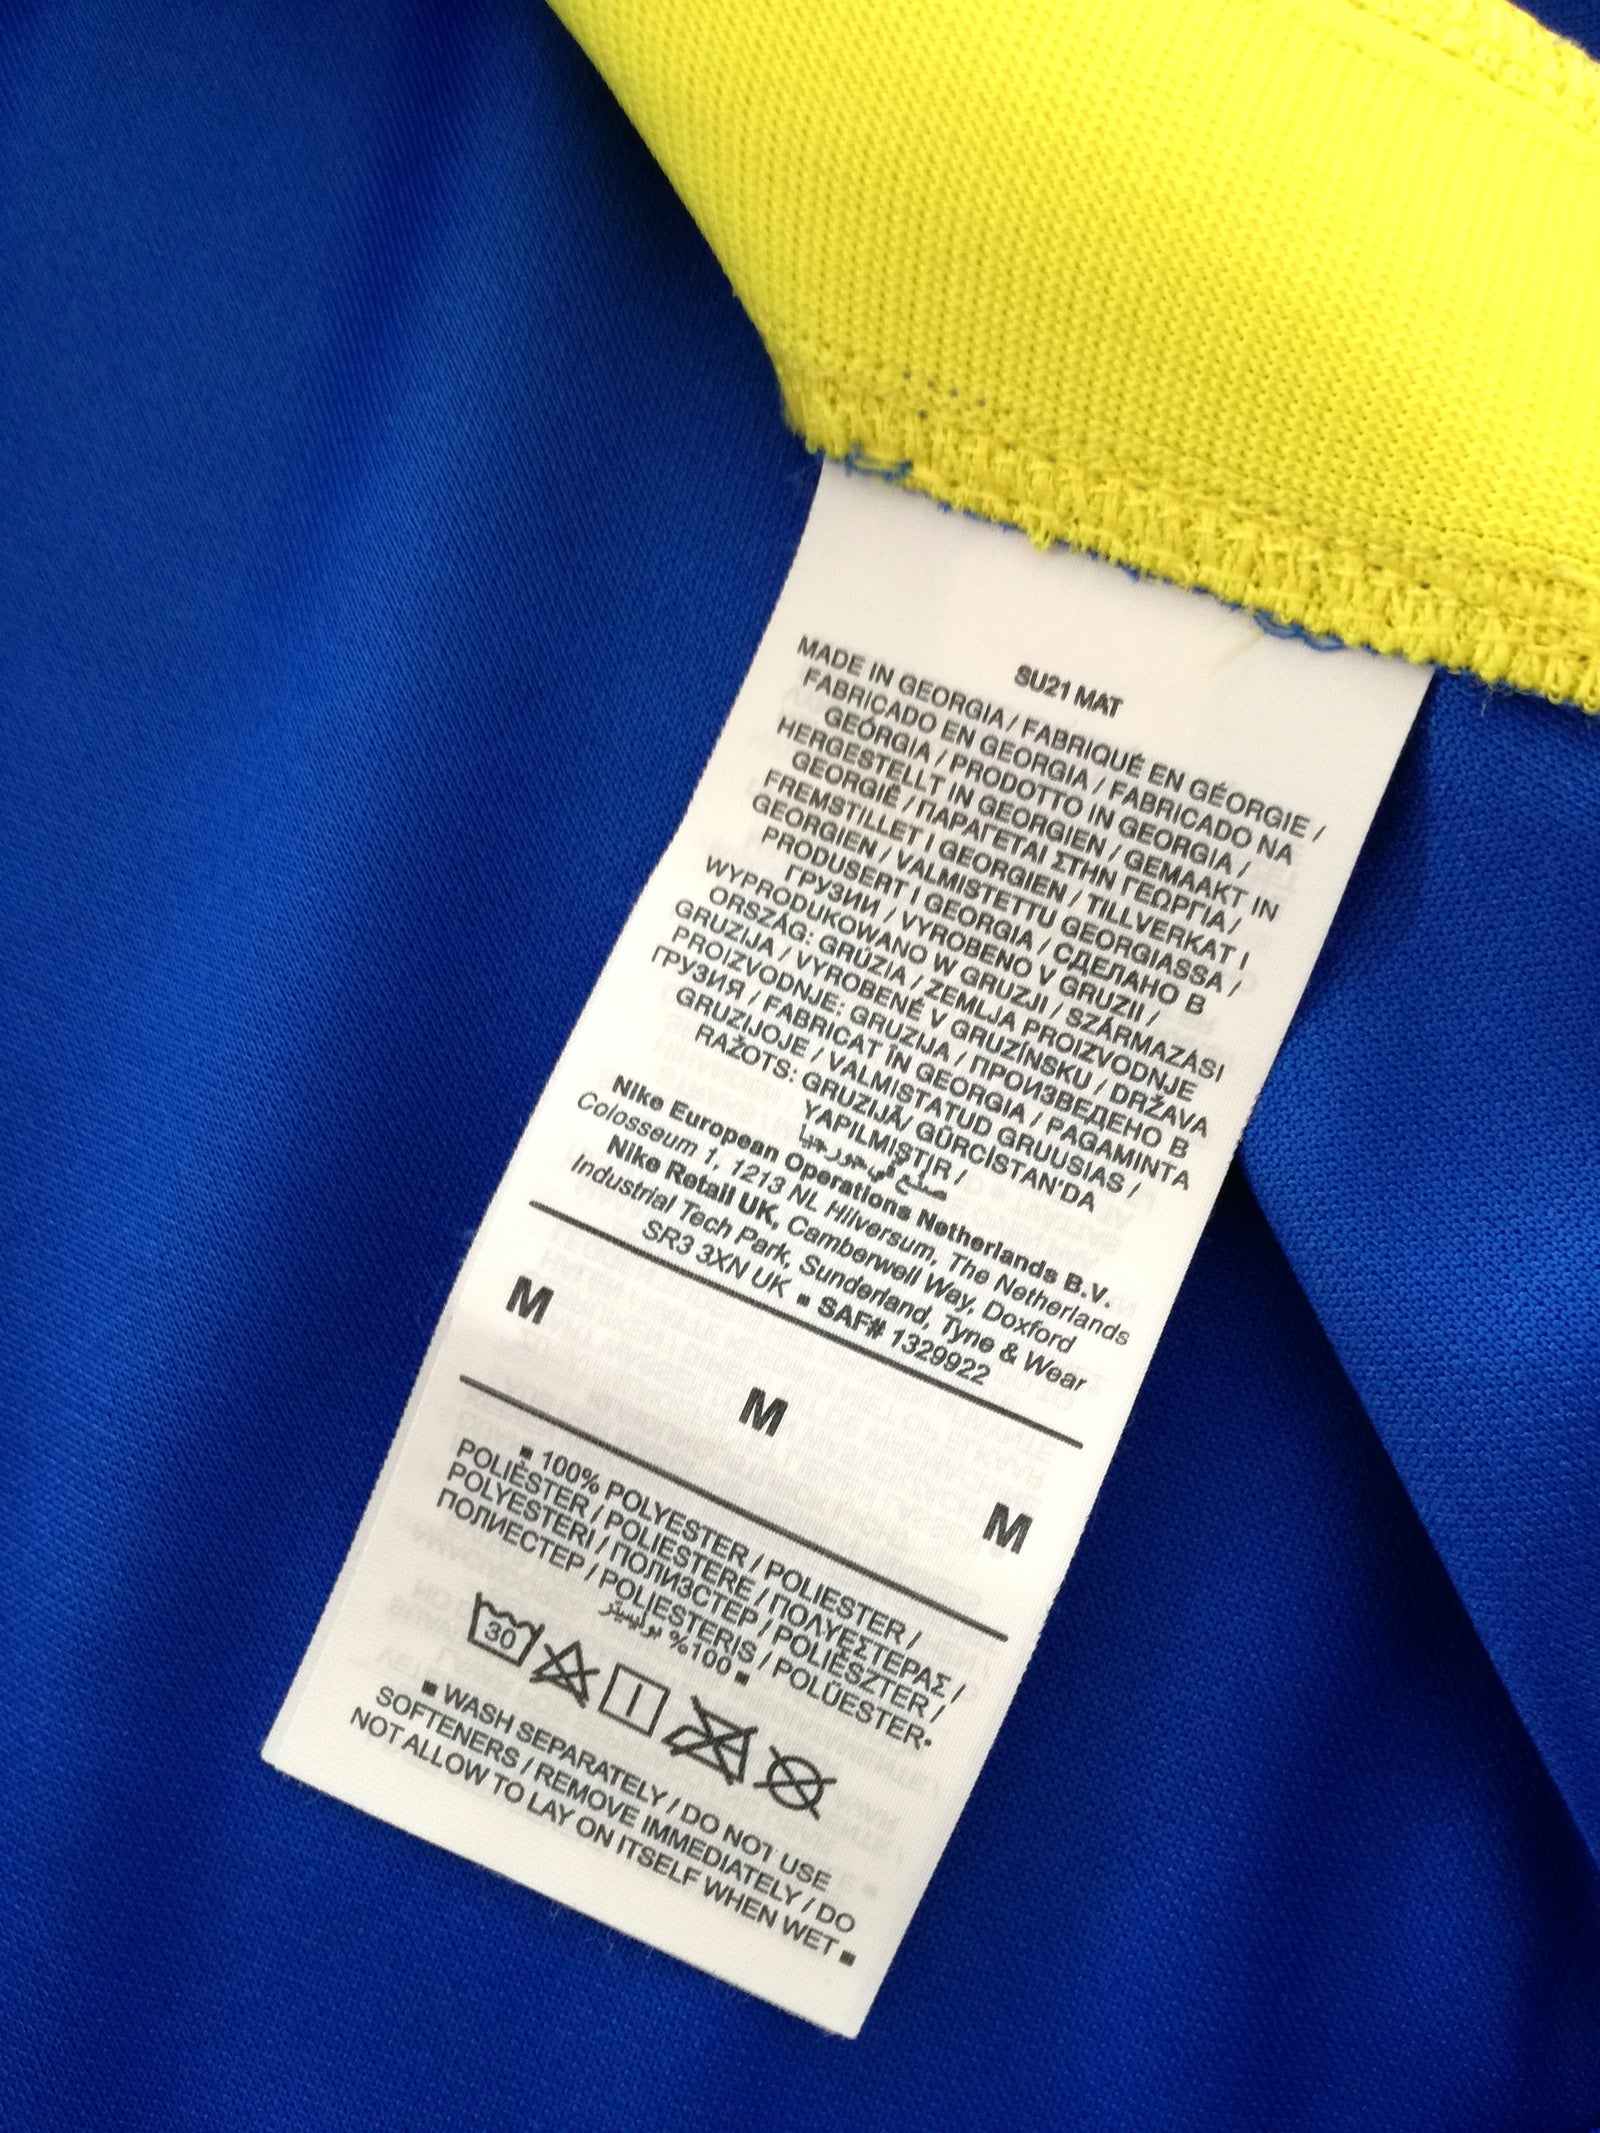 SU21 MAT
MADE IN GEORGIA / FABRIQUÉ EN GÉORGIE /
FABRICADO EN GEORGIA / FABRICADO NA
GEÓRGIA / PRODOTTO IN GEORGIA /
HERGESTELLT IN GEORGIEN / GEMAAKT IN
GEORGIË / ΠΑΡΑΓΕΤΑΙ ΣΤΗΝ ΓΕΩΡΓΙΑ /
FREMSTILLET I GEORGIEN / TILLVERKAT I
GEORGIEN / VALMISTETTU GEORGIASSA /
PRODUSERT I GEORGIA / СДЕЛАНО В
ГРУЗИИ / VYROBENO V GRUZII /
WYPRODUKOWANO W GRUZJI / SZÁRMAZÁSI
ORSZÁG: GRÚZIA / ZEMLJA PROIZVODNJE
GRUZIJA / VYROBENÉ V GRUZÍNSKU / DRŽAVA
PROIZVODNJE: GRUZIJA / ПРОИЗВЕДЕНО В
ГРУЗИЯ / FABRICAT ÎN GEORGIA / PAGAMINTA
GRUZIJOJE / VALMISTATUD GRUUSIAS /
RAŽOTS: GRUZIJĀ/ GÜRCİSTAN'DA
YAPILMIŞTIR /
صنع في جورجيا
Nike European Operations Netherlands B.V.
Colosseum 1, 1213 NL Hilversum, The Netherlands
Nike Retail UK, Camberwell Way, Doxford
Industrial Tech Park, Sunderland, Tyne & Wear
SR3 3XN UK ▪ SAF# 1329922
M M M
▪ 100% POLYESTER / POLIESTER /
POLIÉSTER / POLIESTERE / ΠΟΛΥΕΣΤΕΡΑΣ /
POLYESTERI / ПОЛИЭСТЕР / POLIÉSZTER /
ПОЛИЕСТЕР / POLIESTERIS / POLÜESTER▪
بوليستر %100 ▪
30
▪ WASH SEPARATELY / DO NOT USE
SOFTENERS / REMOVE IMMEDIATELY / DO
NOT ALLOW TO LAY ON ITSELF WHEN WET ▪